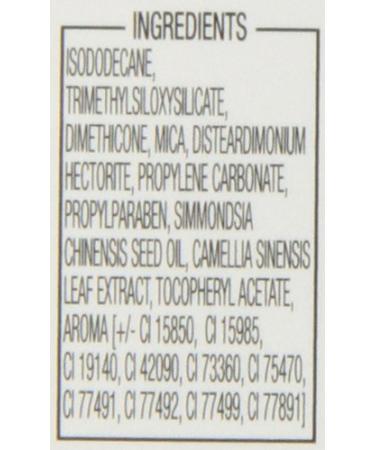 INGREDIENTS
ISODODECANE,
TRIMETHYLSILOXYSILICATE,
DIMETHICONE, MICA, DISTEARDIMONIUM
HECTORITE, PROPYLENE CARBONATE,
PROPYLPARABEN, SIMMONDSIA
CHINENSIS SEED OIL, CAMELLIA SINENSIS
LEAF EXTRACT, TOCOPHERYL ACETATE,
AROMA [+/- CI 15850, CI 15985,
CI 19140, CI 42090, CI 73360, CI 75470,
CI 77491, CI 77492, CI 77499, CI 77891]